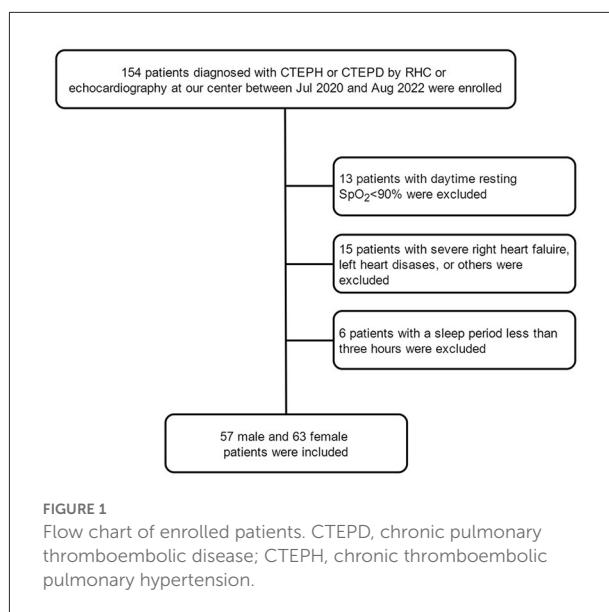 154 patients diagnosed with CTEPH or CTEPD by RHC or
echocardiography at our center between Jul 2020 and Aug 2022 were enrolled
13 patients with daytime resting
SpO₂<90% were excluded
15 patients with severe right heart faluire,
left heart disases, or others were
excluded
6 patients with a sleep period less than
three hours were excluded
57 male and 63 female
patients were included
FIGURE 1
Flow chart of enrolled patients. CTEPD, chronic pulmonary
thromboembolic disease; CTEPH, chronic thromboembolic
pulmonary hypertension.